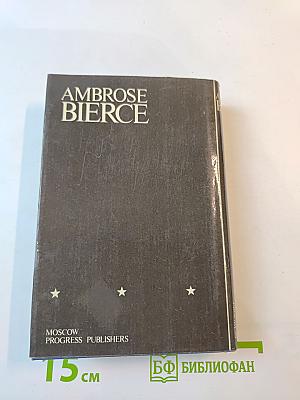 AMBROSE
BIERCE
MOSCOW
PROGRESS PUBLISHERS
15 см
БФ БИБЛИОФАН